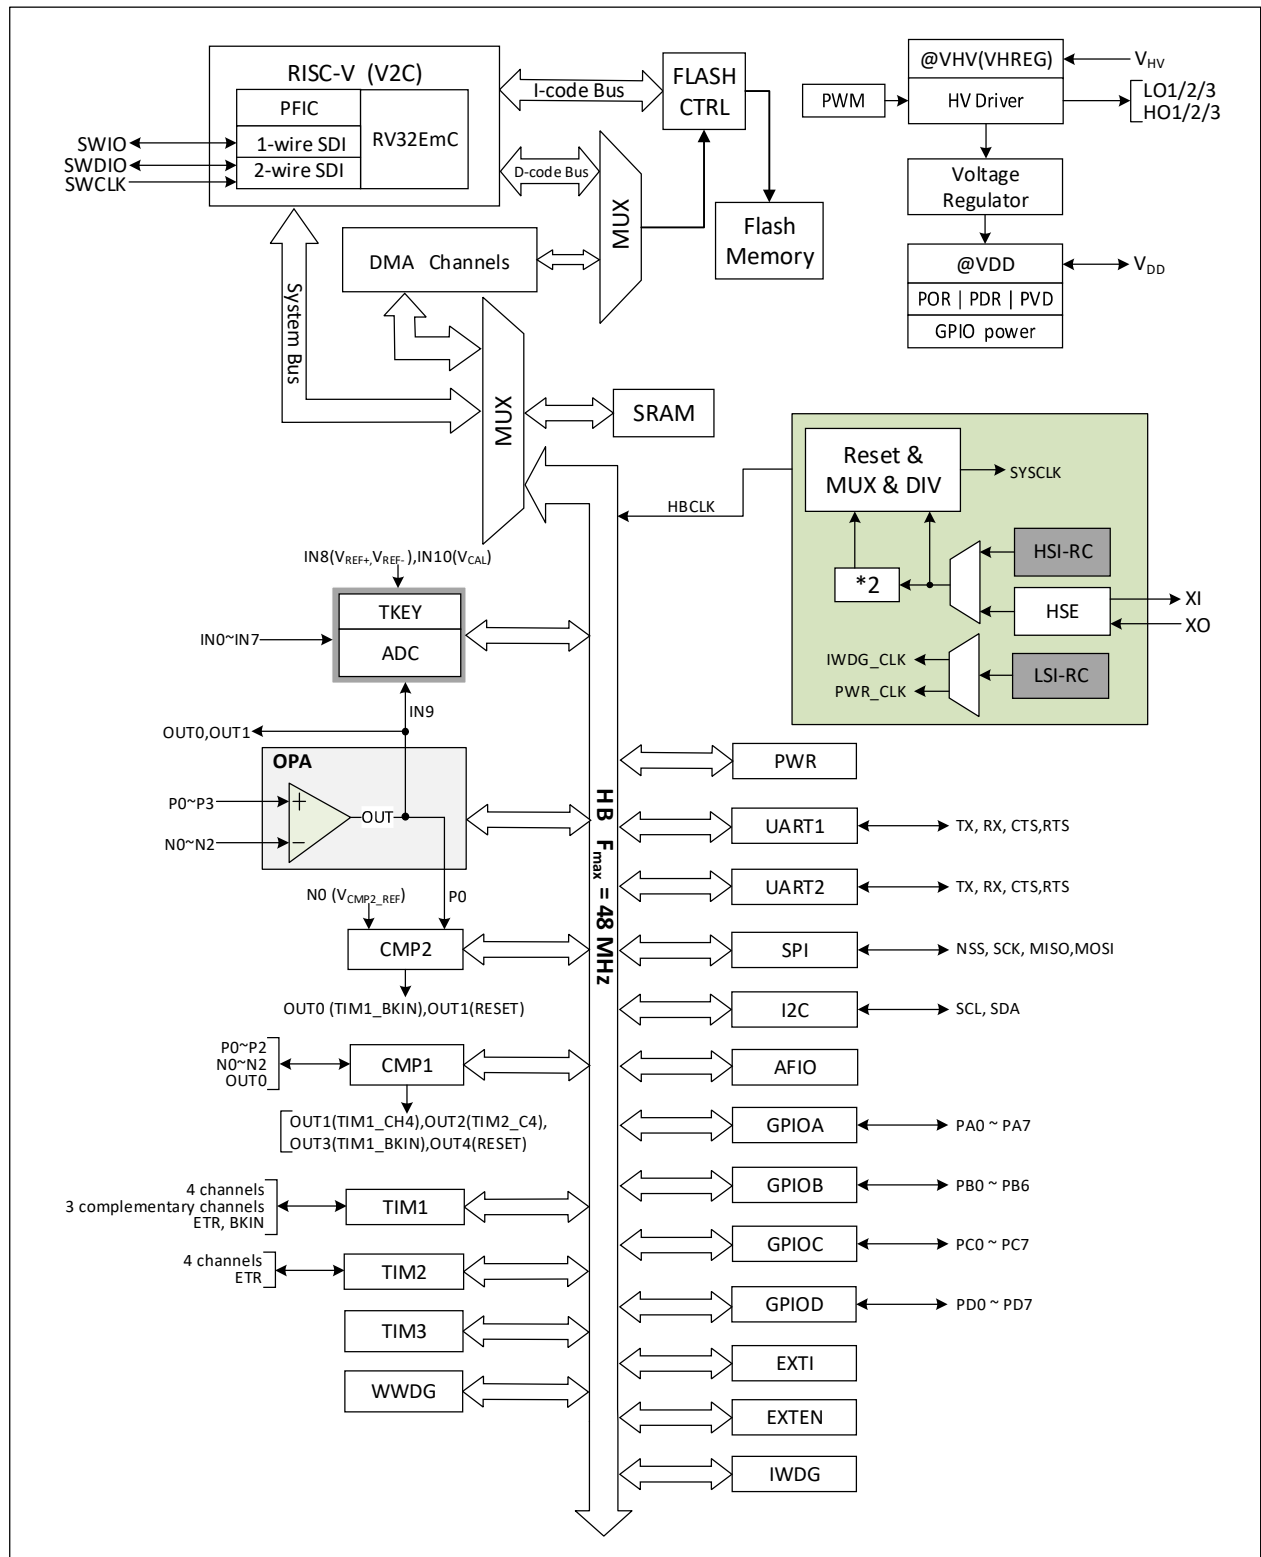 RISC-V (V2C)
PFIC
1-wire SDI
2-wire SDI
RV32EmC
SWIO
SWDIO
SWCLK
I-code Bus
D-code Bus
FLASH
CTRL
MUX
Flash
Memory
DMA Channels
System Bus
MUX
SRAM
@VHV(VHREG)
VHV
PWM
HV Driver
LO1/2/3
HO1/2/3
Voltage
Regulator
@VDD
VDD
POR | PDR | PVD
GPIO power
Reset &
MUX & DIV
SYSCLK
HBCLK
*2
HSI-RC
HSE
XI
XO
IWDG_CLK
PWR_CLK
LSI-RC
IN8(VREF+,VREF-),IN10(VCAL)
TKEY
ADC
IN0~IN7
IN9
OUT0,OUT1
OPA
P0~P3
N0~N2
+
−
OUT
N0 (VCMP2_REF)
P0
CMP2
OUT0 (TIM1_BKIN),OUT1(RESET)
P0~P2
N0~N2
OUT0
CMP1
OUT1(TIM1_CH4),OUT2(TIM2_C4),
OUT3(TIM1_BKIN),OUT4(RESET)
4 channels
3 complementary channels
ETR, BKIN
TIM1
4 channels
ETR
TIM2
TIM3
WWDG
HB Fmax = 48 MHz
PWR
UART1
TX, RX, CTS,RTS
UART2
TX, RX, CTS,RTS
SPI
NSS, SCK, MISO,MOSI
I2C
SCL, SDA
AFIO
GPIOA
PA0 ~ PA7
GPIOB
PB0 ~ PB6
GPIOC
PC0 ~ PC7
GPIOD
PD0 ~ PD7
EXTI
EXTEN
IWDG